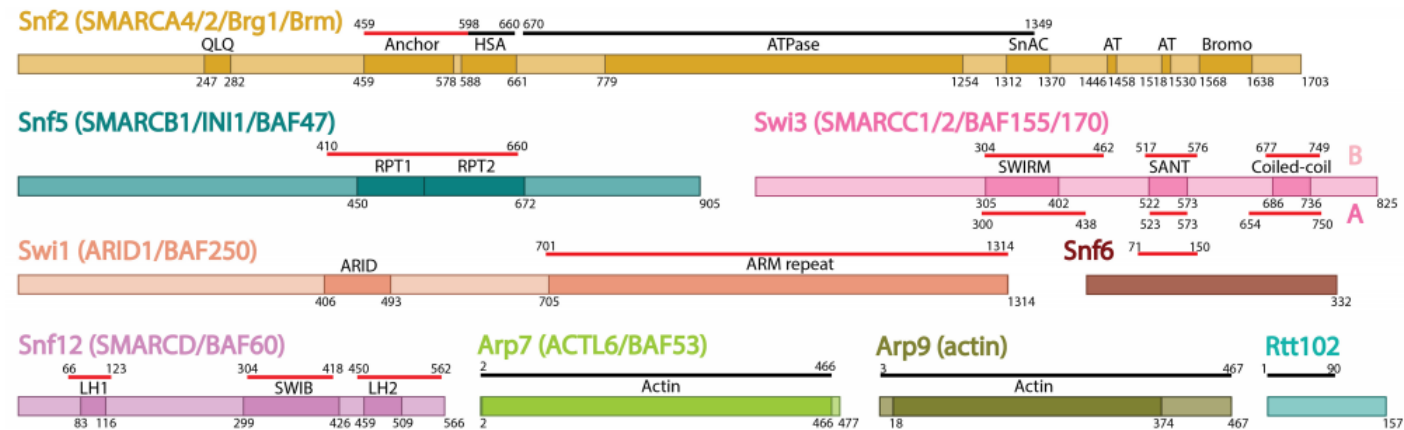 Snf2 (SMARCA4/2/Brg1/Brm)
459 598 660 670 1349
QLQ Anchor HSA ATPase SnAC AT AT Bromo
247 282 459 578 588 661 779 1254 1312 1370 1446 1458 1518 1530 1568 1638 1703
Snf5 (SMARCB1/INI1/BAF47)
410 660
RPT1 RPT2
450 672 905
Swi3 (SMARCC1/2/BAF155/170)
304 462 517 576 677 749 B
SWIRM SANT Coiled-coil
305 402 522 573 686 736 825
300 438 523 573 654 750 A
Swi1 (ARID1/BAF250)
701 1314
ARID ARM repeat
406 493 705 1314
Snf6
71 150
332
Snf12 (SMARCD/BAF60)
66 123 304 418 450 562
LH1 SWIB LH2
83 116 299 426 459 509 566
Arp7 (ACTL6/BAF53)
2 466
Actin
2 466 477
Arp9 (actin)
3 467
Actin
18 374 467
Rtt102
1 90
157